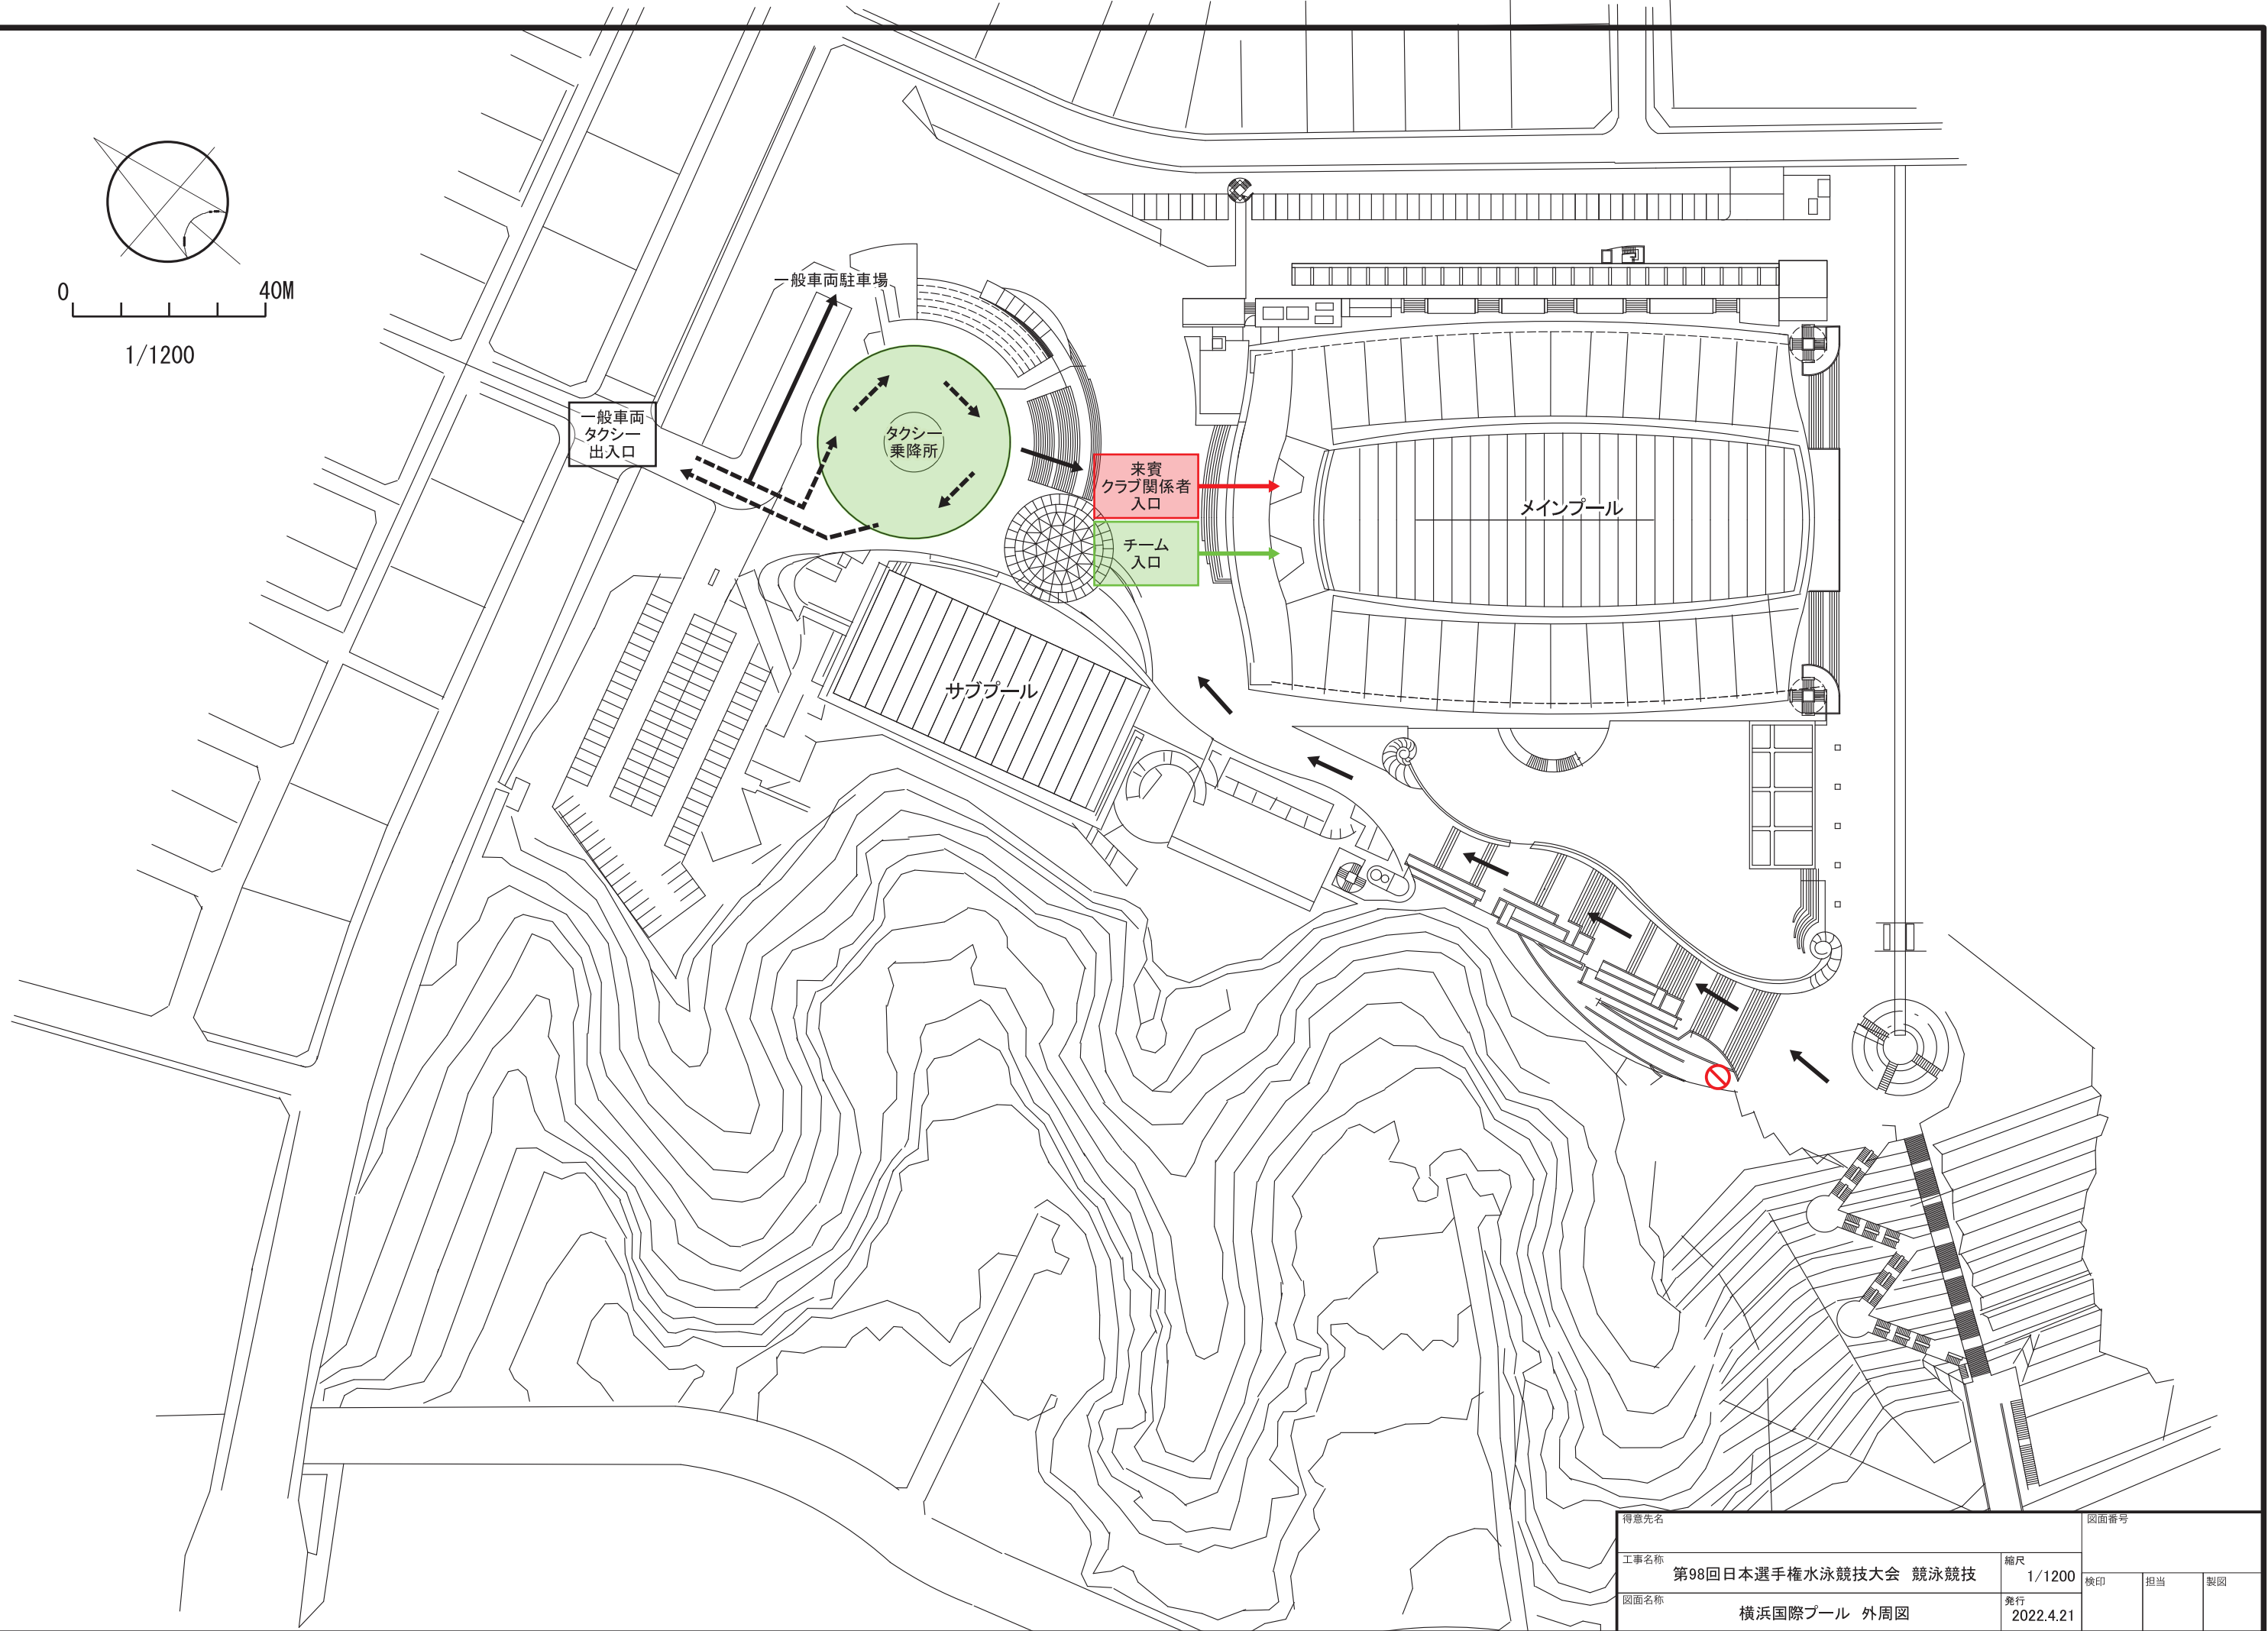 0 40M
1/1200
一般車両駐車場
一般車両
タクシー
出入口
タクシー
乗降所
来賓
クラブ関係者
入口
チーム
入口
メインプール
サブプール
得意先名
図面番号
工事名称
第98回日本選手権水泳競技大会 競泳競技
縮尺
1/1200
検印
担当
製図
図面名称
横浜国際プール 外周図
発行
2022.4.21